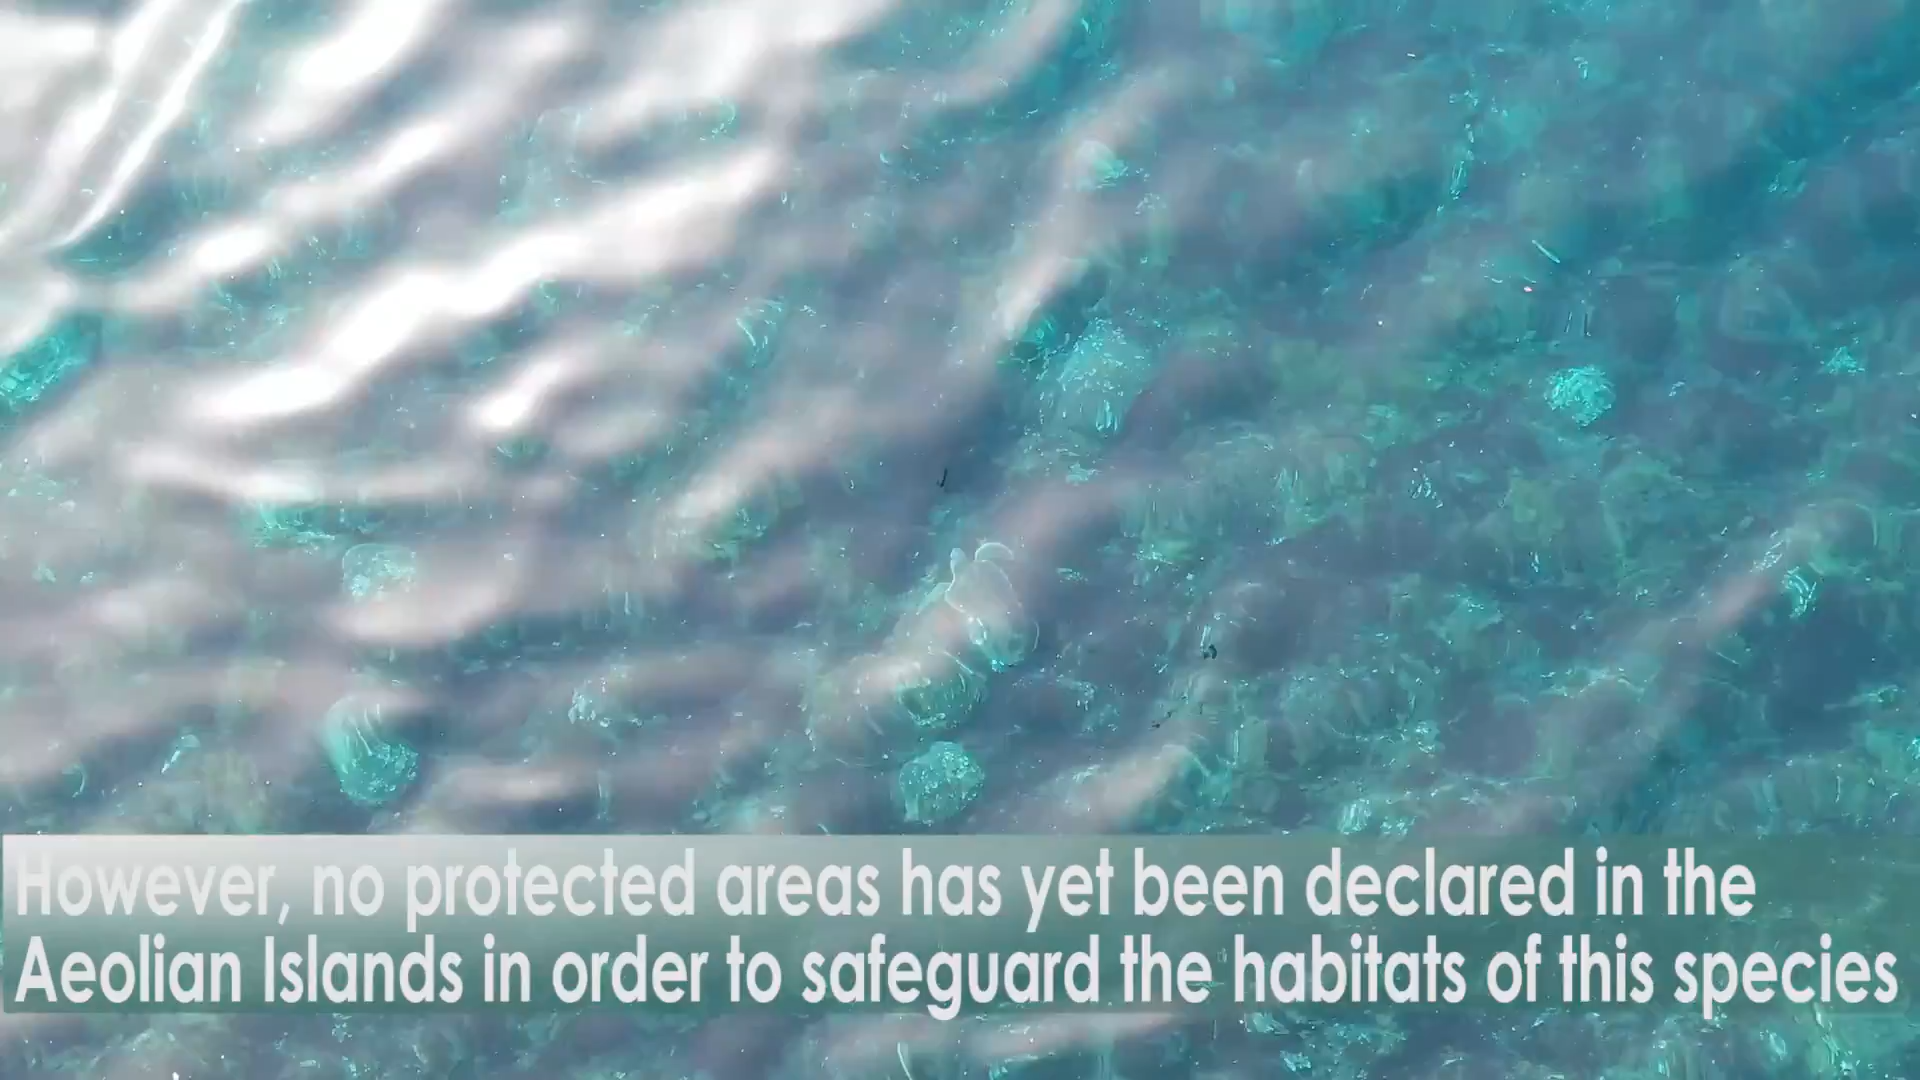 However, no protected areas has yet been declared in the
Aeolian Islands in order to safeguard the habitats of this species